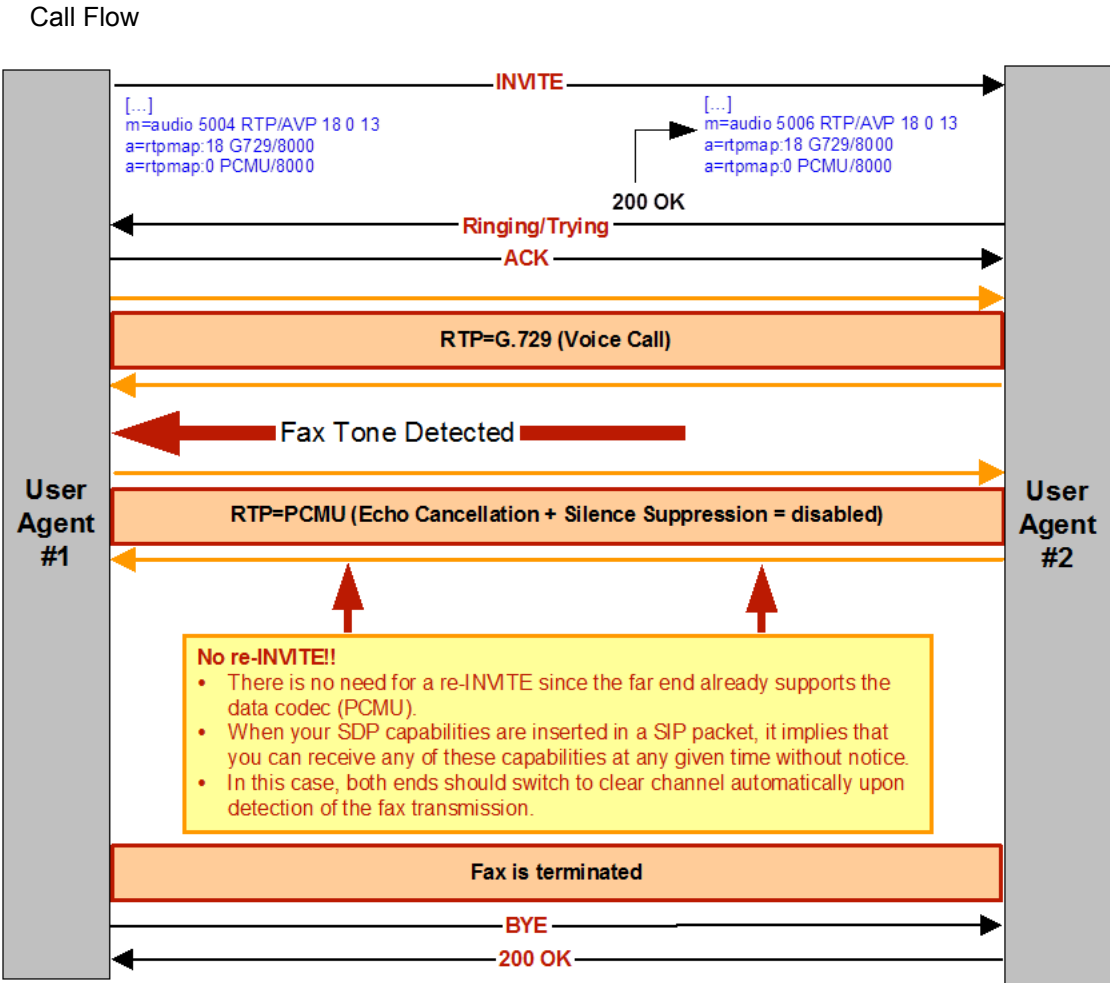 Call Flow
INVITE
[...]
m=audio 5004 RTP/AVP 18 0 13
a=rtpmap:18 G729/8000
a=rtpmap:0 PCMU/8000
[...]
m=audio 5006 RTP/AVP 18 0 13
a=rtpmap:18 G729/8000
a=rtpmap:0 PCMU/8000
200 OK
Ringing/Trying
ACK
RTP=G.729 (Voice Call)
Fax Tone Detected
User
Agent
#1
RTP=PCMU (Echo Cancellation + Silence Suppression = disabled)
User
Agent
#2
No re-INVITE!!
• There is no need for a re-INVITE since the far end already supports the
data codec (PCMU).
• When your SDP capabilities are inserted in a SIP packet, it implies that
you can receive any of these capabilities at any given time without notice.
• In this case, both ends should switch to clear channel automatically upon
detection of the fax transmission.
Fax is terminated
BYE
200 OK